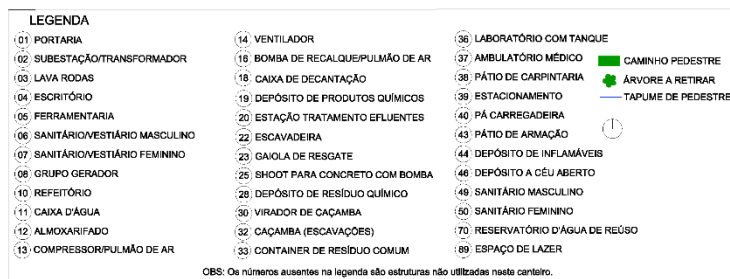 LEGENDA
01 PORTARIA
02 SUBESTAÇÃO/TRANSFORMADOR
03 LAVA RODAS
04 ESCRITÓRIO
05 FERRAMENTARIA
06 SANITÁRIO/VESTIÁRIO MASCULINO
07 SANITÁRIO/VESTIÁRIO FEMININO
08 GRUPO GERADOR
10 REFEITÓRIO
11 CAIXA D'ÁGUA
12 ALMOXARIFADO
13 COMPRESSOR/PULMÃO DE AR
14 VENTILADOR
16 BOMBA DE RECALQUE/PULMÃO DE AR
18 CAIXA DE DECANTAÇÃO
19 DEPÓSITO DE PRODUTOS QUÍMICOS
20 ESTAÇÃO TRATAMENTO EFLUENTES
22 ESCAVADEIRA
23 GAIOLA DE RESGATE
25 SHOOT PARA CONCRETO COM BOMBA
28 DEPÓSITO DE RESÍDUO QUÍMICO
30 VIRADOR DE CAÇAMBA
32 CAÇAMBA (ESCAVAÇÕES)
33 CONTAINER DE RESÍDUO COMUM
36 LABORATÓRIO COM TANQUE
37 AMBULATÓRIO MÉDICO
38 PÁTIO DE CARPINTARIA
39 ESTACIONAMENTO
40 PÁ CARREGADEIRA
43 PÁTIO DE ARMAÇÃO
44 DEPÓSITO DE INFLAMÁVEIS
46 DEPÓSITO A CÉU ABERTO
49 SANITÁRIO MASCULINO
50 SANITÁRIO FEMININO
70 RESERVATÓRIO D'ÁGUA DE REÚSO
89 ESPAÇO DE LAZER
CAMINHO PEDESTRE
ÁRVORE A RETIRAR
TAPUME DE PEDESTRE
OBS: Os números ausentes na legenda são estruturas não utilizadas neste canteiro.